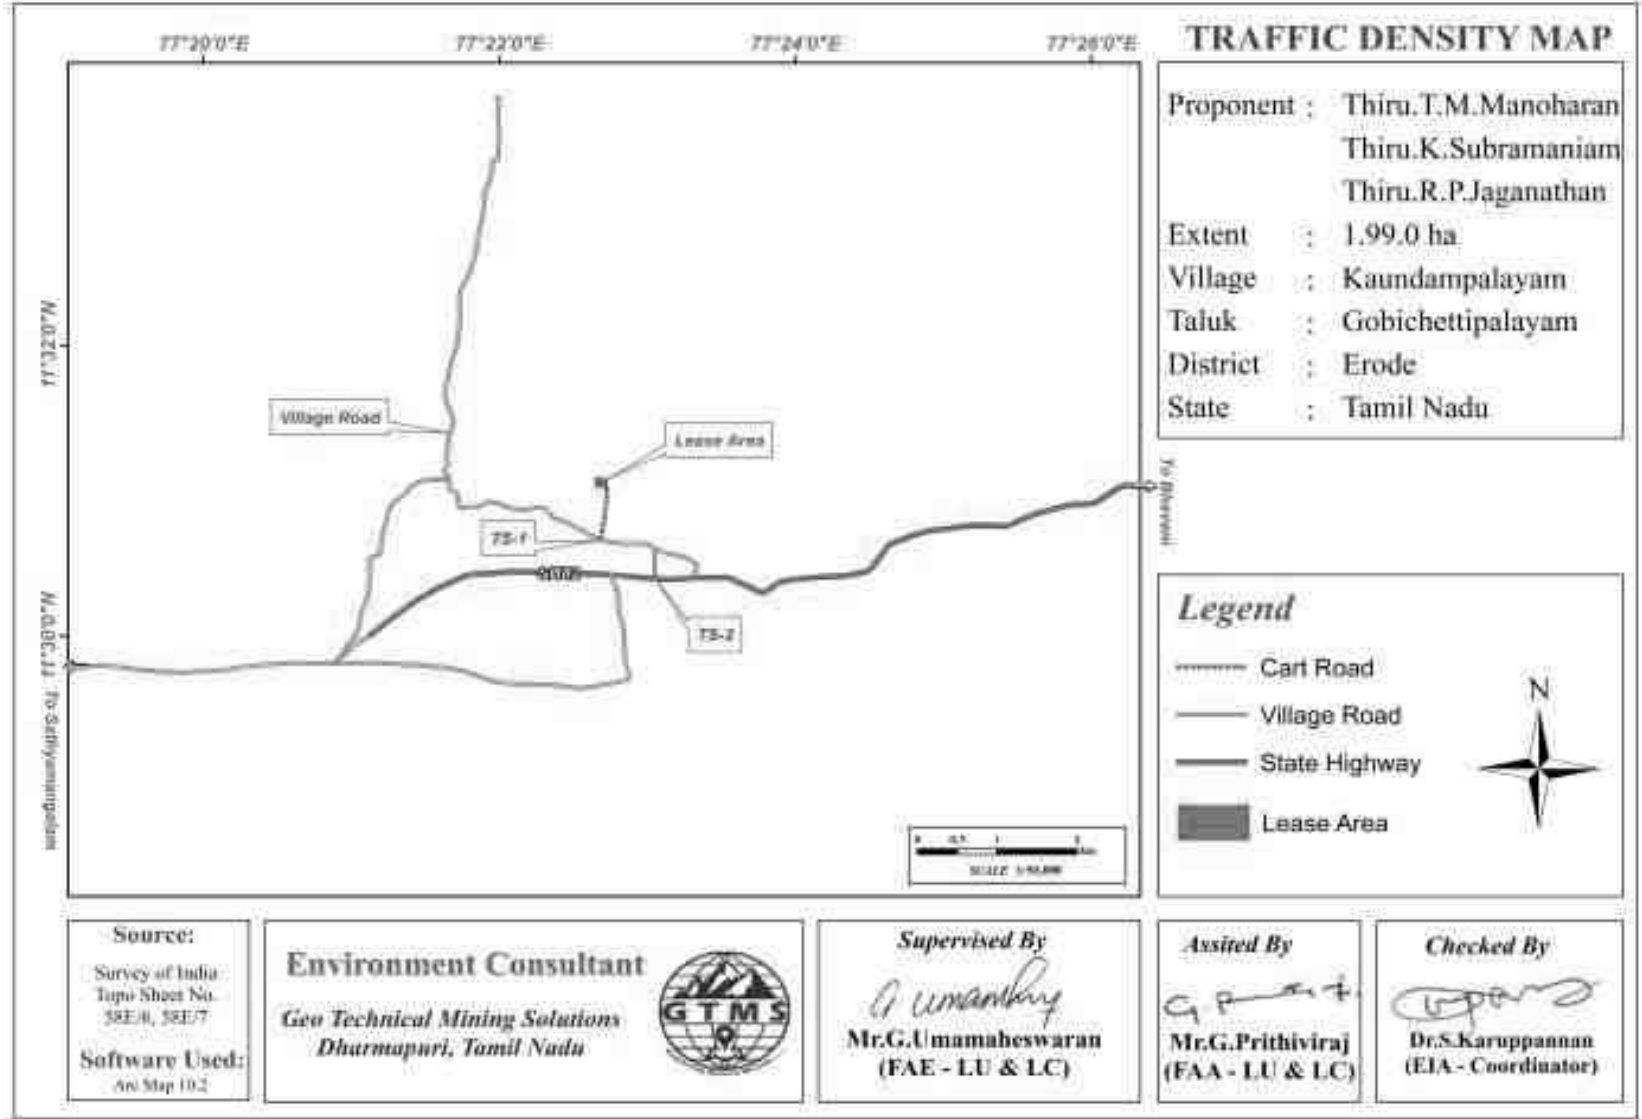 TRAFFIC DENSITY MAP
77°20'0"E
77°22'0"E
77°24'0"E
77°26'0"E
11°32'0"N
11°30'0"N
Village Road
Lease Area
TS-1
TS-2
To Bhavani
Proponent : Thiru.T.M.Manoharan
Thiru.K.Subramaniam
Thiru.R.P.Jaganathan
Extent : 1.99.0 ha
Village : Kaundampalayam
Taluk : Gobichettipalayam
District : Erode
State : Tamil Nadu
Legend
Cart Road
Village Road
State Highway
Lease Area
N
Source:
Survey of India
Topo Sheet No.
58E/6, 58E/7
Software Used:
Arc Map 10.2
Environment Consultant
Geo Technical Mining Solutions
Dharmapuri, Tamil Nadu
GTMS
Supervised By
Mr.G.Umamaheswaran
(FAE - LU & LC)
Assited By
Mr.G.Prithiviraj
(FAA - LU & LC)
Checked By
Dr.S.Karuppannan
(EIA - Coordinator)